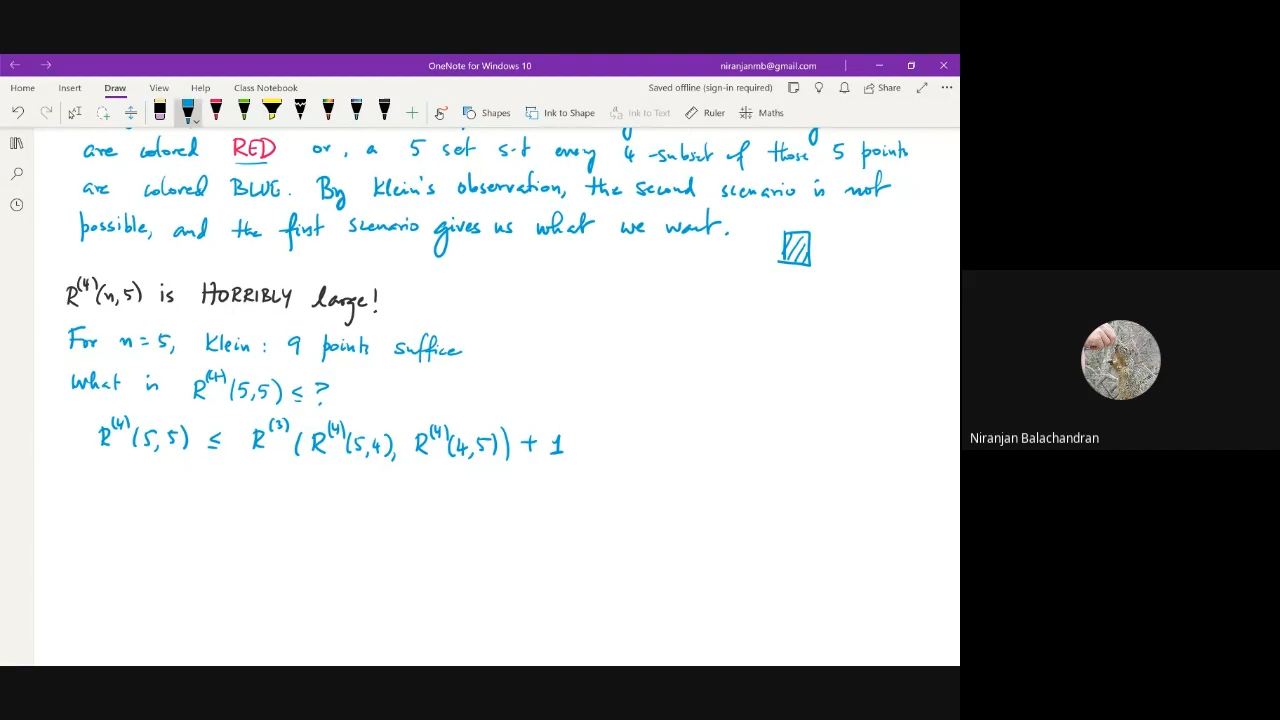 OneNote for Windows 10
niranjanmb@gmail.com
Home Insert Draw View Help Class Notebook
Saved offline (sign-in required)
Share
Shapes Ink to Shape Ink to Text Ruler Maths
are colored RED or, a 5 set s.t every 4-subset of those 5 points
are colored BLUE. By Klein's observation, the second scenario is not
possible, and the first scenario gives us what we want.
R⁽⁴⁾(n,5) is HORRIBLY large!
For n=5, Klein: 9 points suffice
What is R⁽⁴⁾(5,5) ≤ ?
R⁽⁴⁾(5,5) ≤ R⁽³⁾(R⁽⁴⁾(5,4), R⁽⁴⁾(4,5)) + 1
Niranjan Balachandran